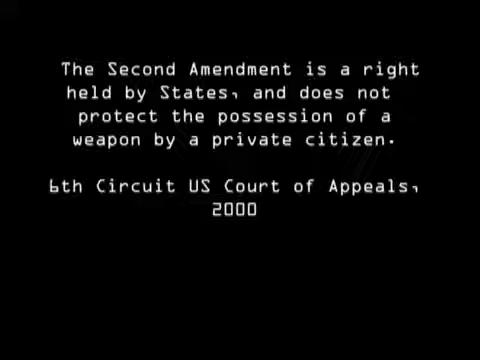 The Second Amendment is a right
held by States, and does not
protect the possession of a
weapon by a private citizen.
6th Circuit US Court of Appeals,
2000